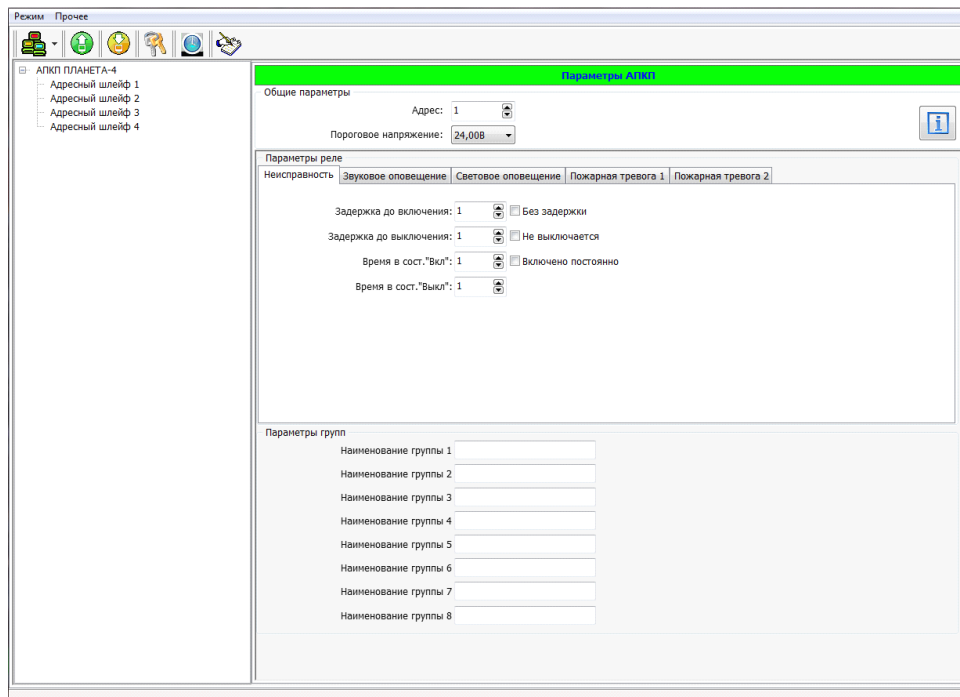 Режим Прочее
АПКП ПЛАНЕТА-4
Адресный шлейф 1
Адресный шлейф 2
Адресный шлейф 3
Адресный шлейф 4
Параметры АПКП
Общие параметры
Адрес: 1
Пороговое напряжение: 24,00В
i
Параметры реле
Неисправность Звуковое оповещение Световое оповещение Пожарная тревога 1 Пожарная тревога 2
Задержка до включения: 1 Без задержки
Задержка до выключения: 1 Не выключается
Время в сост."Вкл": 1 Включено постоянно
Время в сост."Выкл": 1
Параметры групп
Наименование группы 1
Наименование группы 2
Наименование группы 3
Наименование группы 4
Наименование группы 5
Наименование группы 6
Наименование группы 7
Наименование группы 8